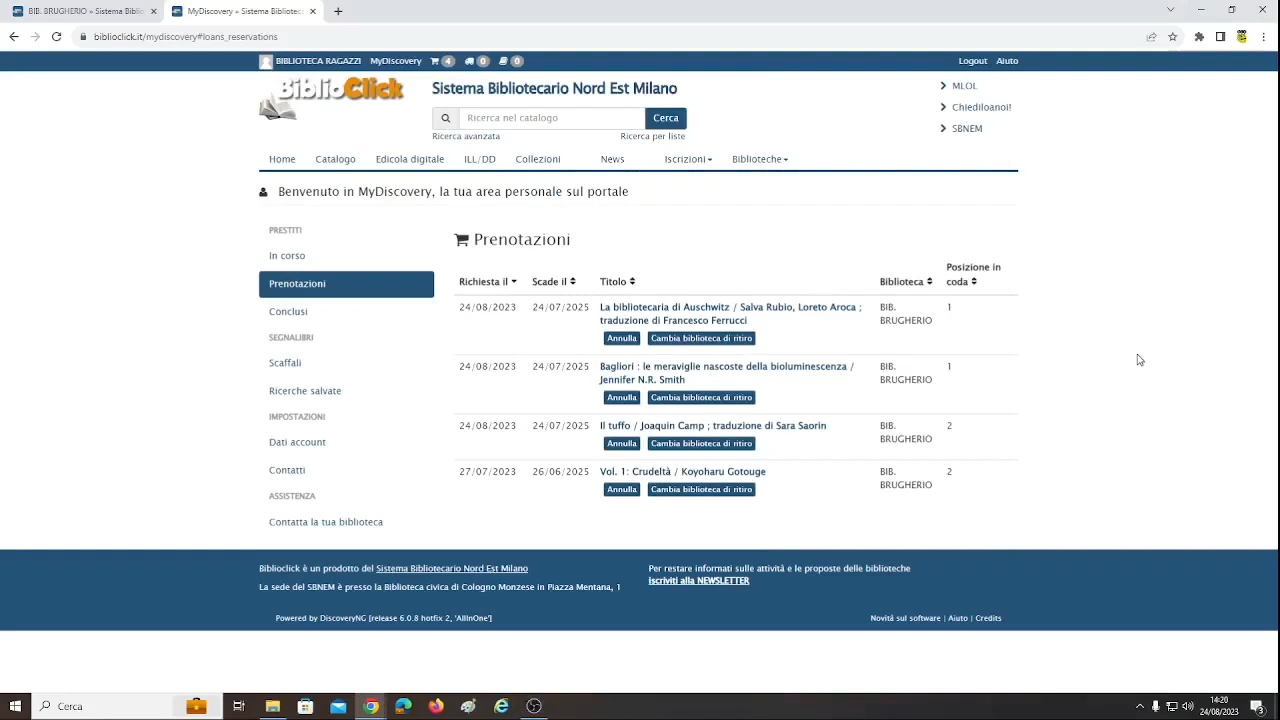 BIB. BRUGHERIO » Sistema Biblio
MyDiscovery » Sistema Bibliotec
biblioclick.it/mydiscovery#loans_reservations
BIBLIOTECA RAGAZZI MyDiscovery 4 0 0 Logout Aiuto
BiblioClick
Sistema Bibliotecario Nord Est Milano
Ricerca nel catalogo Cerca
Ricerca avanzata Ricerca per liste
MLOL
Chiediloanoi!
SBNEM
Home Catalogo Edicola digitale ILL/DD Collezioni News Iscrizioni Biblioteche
Benvenuto in MyDiscovery, la tua area personale sul portale
PRESTITI
In corso
Prenotazioni
Conclusi
SEGNALIBRI
Scaffali
Ricerche salvate
IMPOSTAZIONI
Dati account
Contatti
ASSISTENZA
Contatta la tua biblioteca
Prenotazioni
Richiesta il Scade il Titolo Biblioteca Posizione in
coda
24/08/2023 24/07/2025 La bibliotecaria di Auschwitz / Salva Rubio, Loreto Aroca ; BIB. 1
traduzione di Francesco Ferrucci BRUGHERIO
Annulla Cambia biblioteca di ritiro
24/08/2023 24/07/2025 Bagliori : le meraviglie nascoste della bioluminescenza / BIB. 1
Jennifer N.R. Smith BRUGHERIO
Annulla Cambia biblioteca di ritiro
24/08/2023 24/07/2025 Il tuffo / Joaquin Camp ; traduzione di Sara Saorin BIB. 2
BRUGHERIO
Annulla Cambia biblioteca di ritiro
27/07/2023 26/06/2025 Vol. 1: Crudeltà / Koyoharu Gotouge BIB. 2
BRUGHERIO
Annulla Cambia biblioteca di ritiro
Biblioclick è un prodotto del Sistema Bibliotecario Nord Est Milano
La sede del SBNEM è presso la Biblioteca civica di Cologno Monzese in Piazza Mentana, 1
Per restare informati sulle attività e le proposte delle biblioteche
iscriviti alla NEWSLETTER
Powered by DiscoveryNG [release 6.0.8 hotfix 2, 'AllInOne']
Novità sul software | Aiuto | Credits
Cerca
14:20
24/08/2023